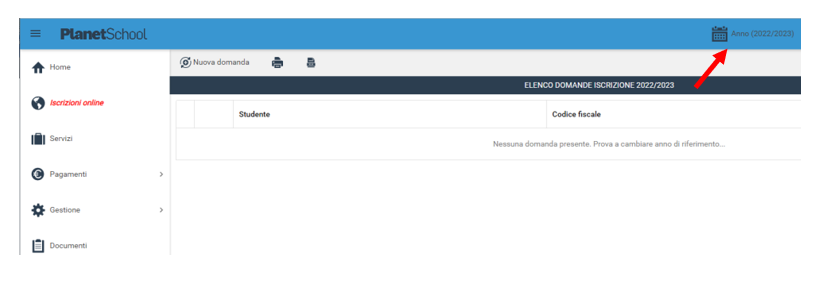 PlanetSchool
Anno (2022/2023)
Home
Nuova domanda
ELENCO DOMANDE ISCRIZIONE 2022/2023
Iscrizioni online
Studente
Codice fiscale
Servizi
Nessuna domanda presente. Prova a cambiare anno di riferimento...
Pagamenti
Gestione
Documenti